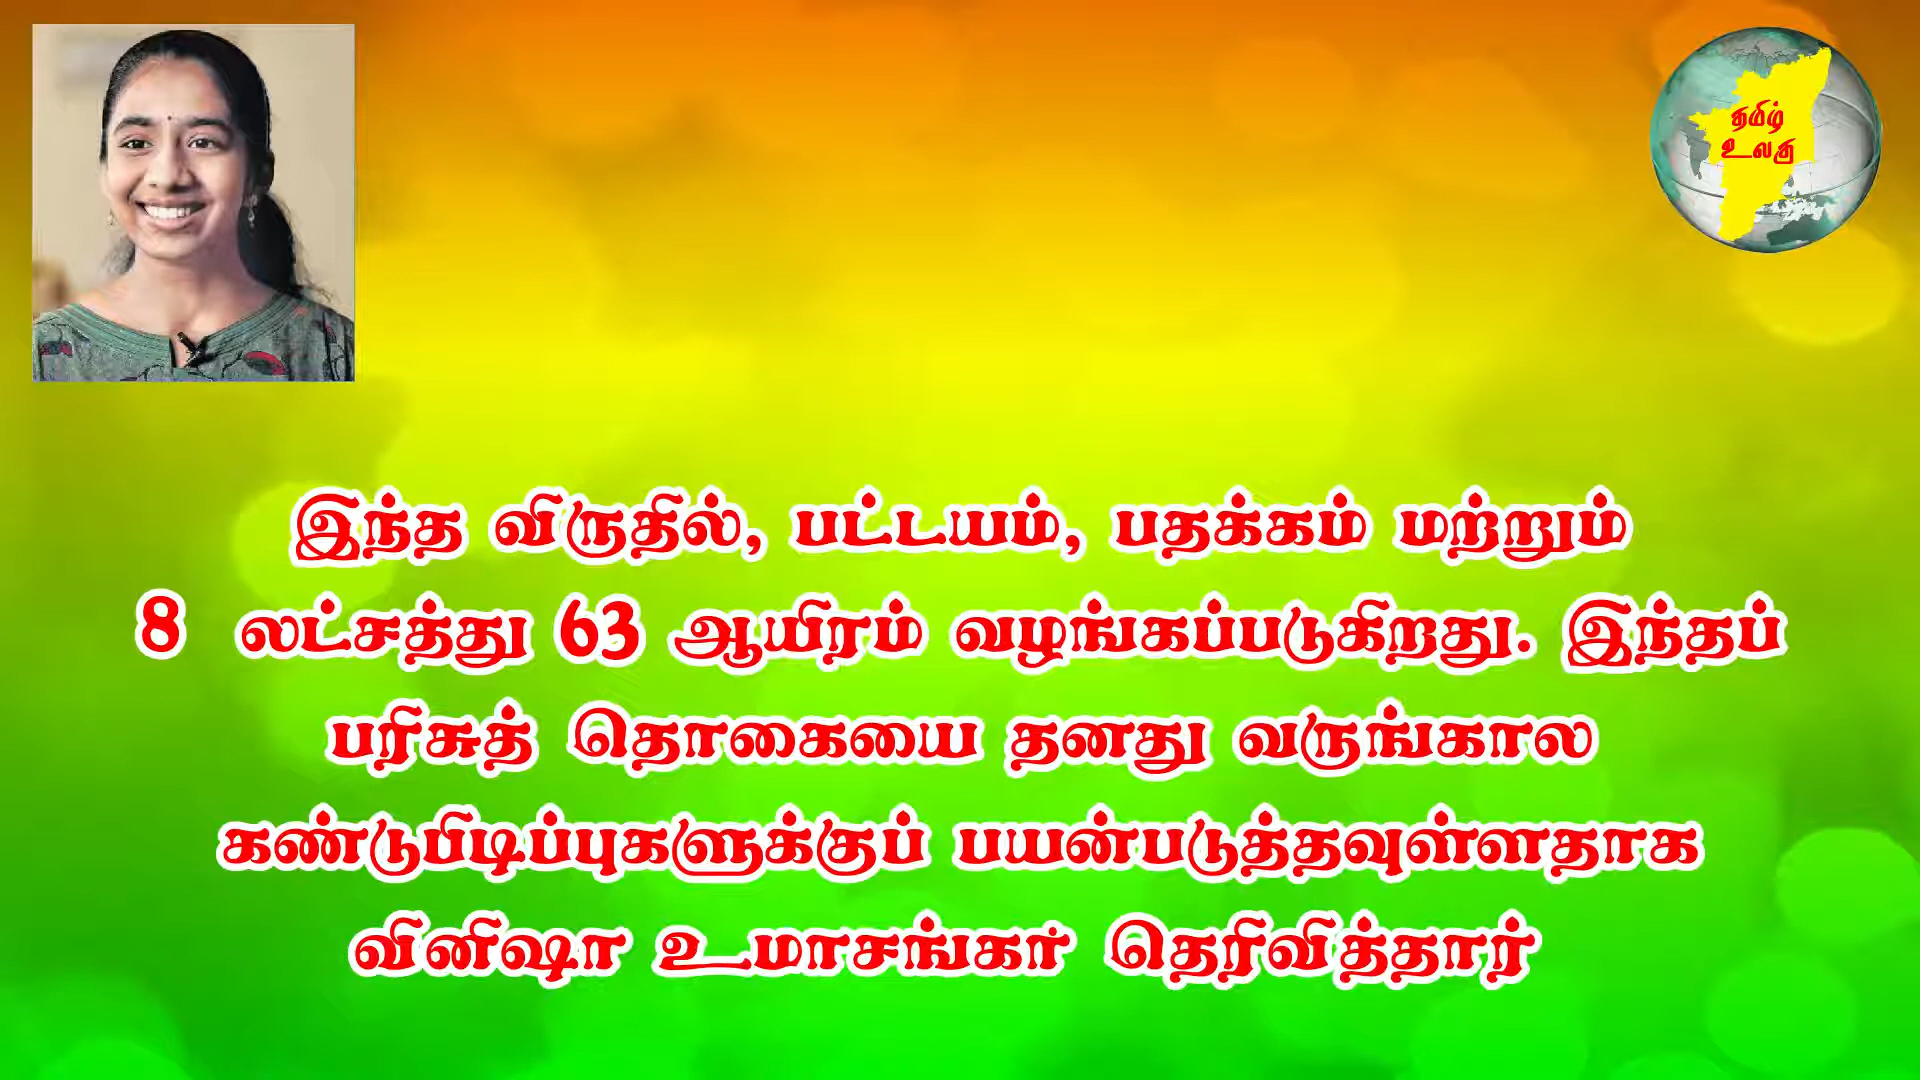 தமிழ்
உலகு
இந்த விருதில், பட்டயம், பதக்கம் மற்றும்
8 லட்சத்து 63 ஆயிரம் வழங்கப்படுகிறது. இந்தப்
பரிசுத் தொகையை தனது வருங்கால
கண்டுபிடிப்புகளுக்குப் பயன்படுத்தவுள்ளதாக
வினிஷா உமாசங்கர் தெரிவித்தார்